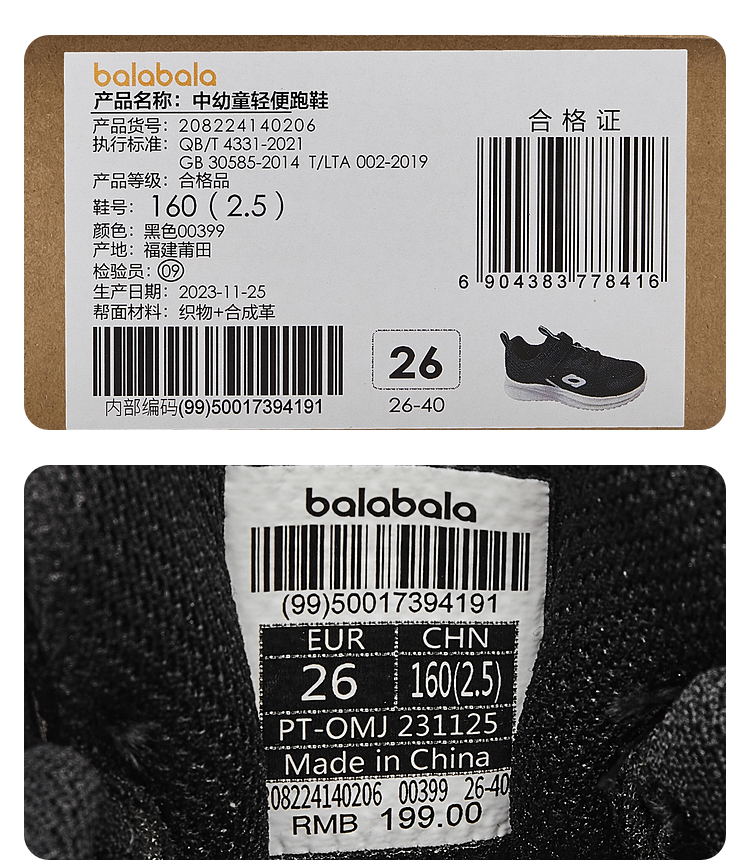 balabala
产品名称：中幼童轻便跑鞋
产品货号：208224140206
执行标准：QB/T 4331-2021
GB 30585-2014 T/LTA 002-2019
产品等级：合格品
鞋号：160（2.5）
颜色：黑色00399
产地：福建莆田
检验员：09
生产日期：2023-11-25
帮面材料：织物+合成革
内部编码(99)50017394191
合格证
6 904383 778416
26
26-40
balabala
(99)50017394191
EUR CHN
26 160(2.5)
PT-OMJ 231125
Made in China
08224140206 00399 26-40
RMB 199.00